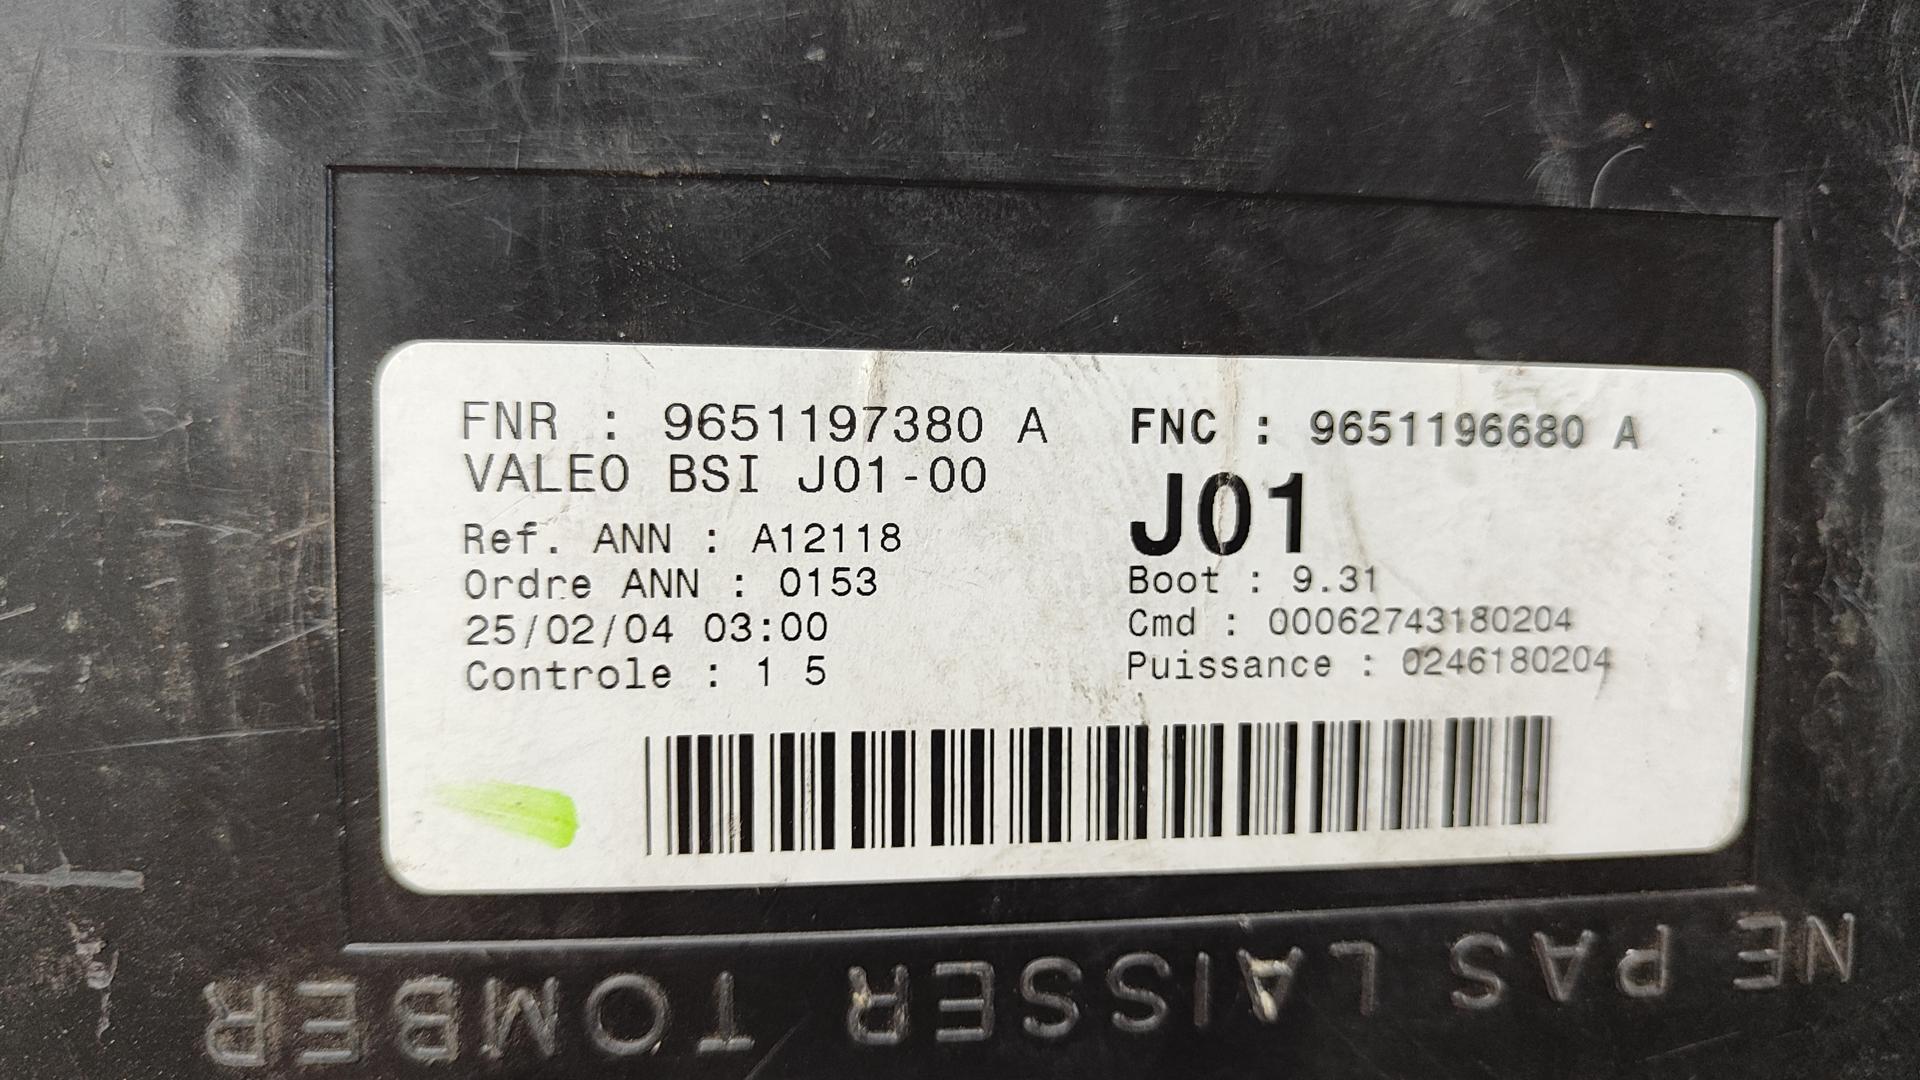 FNR : 9651197380 A
VALEO BSI J01-00
Ref. ANN : A12118
Ordre ANN : 0153
25/02/04 03:00
Controle : 1 5
FNC : 9651196680 A
J01
Boot : 9.31
Cmd : 00062743180204
Puissance : 0246180204
NE PAS LAISSER TOMBER